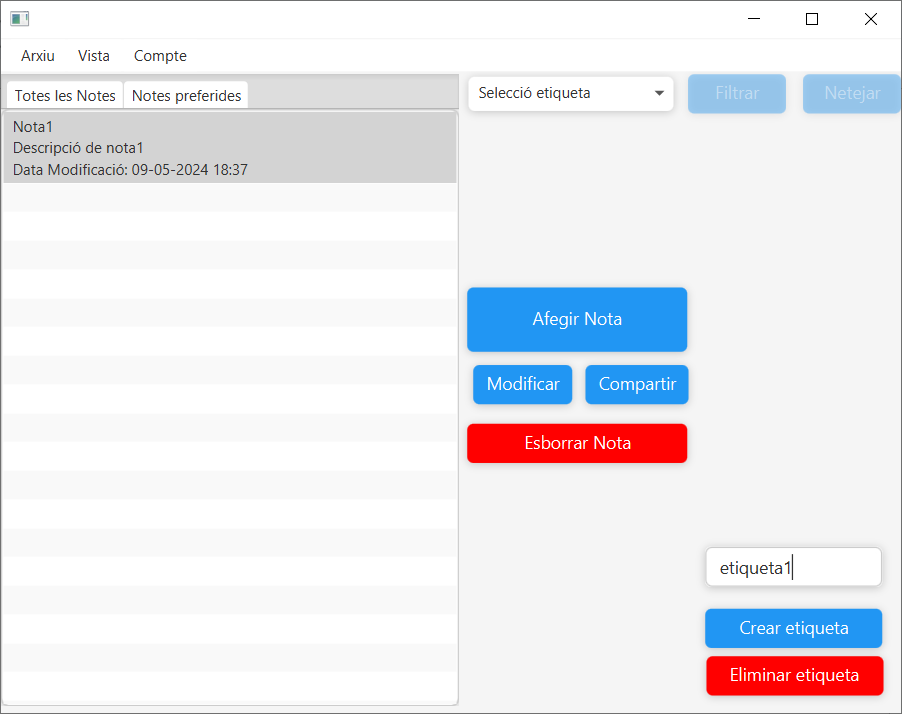 Arxiu Vista Compte
Totes les Notes Notes preferides
Selecció etiqueta Filtrar Netejar
Nota1
Descripció de nota1
Data Modificació: 09-05-2024 18:37
Afegir Nota
Modificar Compartir
Esborrar Nota
etiqueta1
Crear etiqueta
Eliminar etiqueta